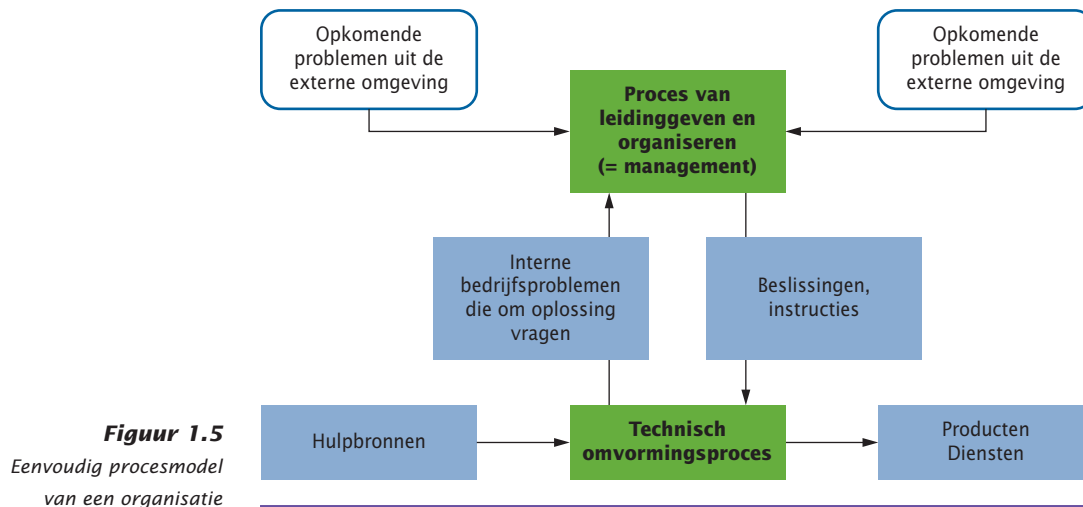 Opkomende
problemen uit de
externe omgeving
Opkomende
problemen uit de
externe omgeving
Proces van
leidinggeven en
organiseren
(= management)
Interne
bedrijfsproblemen
die om oplossing
vragen
Beslissingen,
instructies
Hulpbronnen
Technisch
omvormingsproces
Producten
Diensten
Figuur 1.5
Eenvoudig procesmodel
van een organisatie